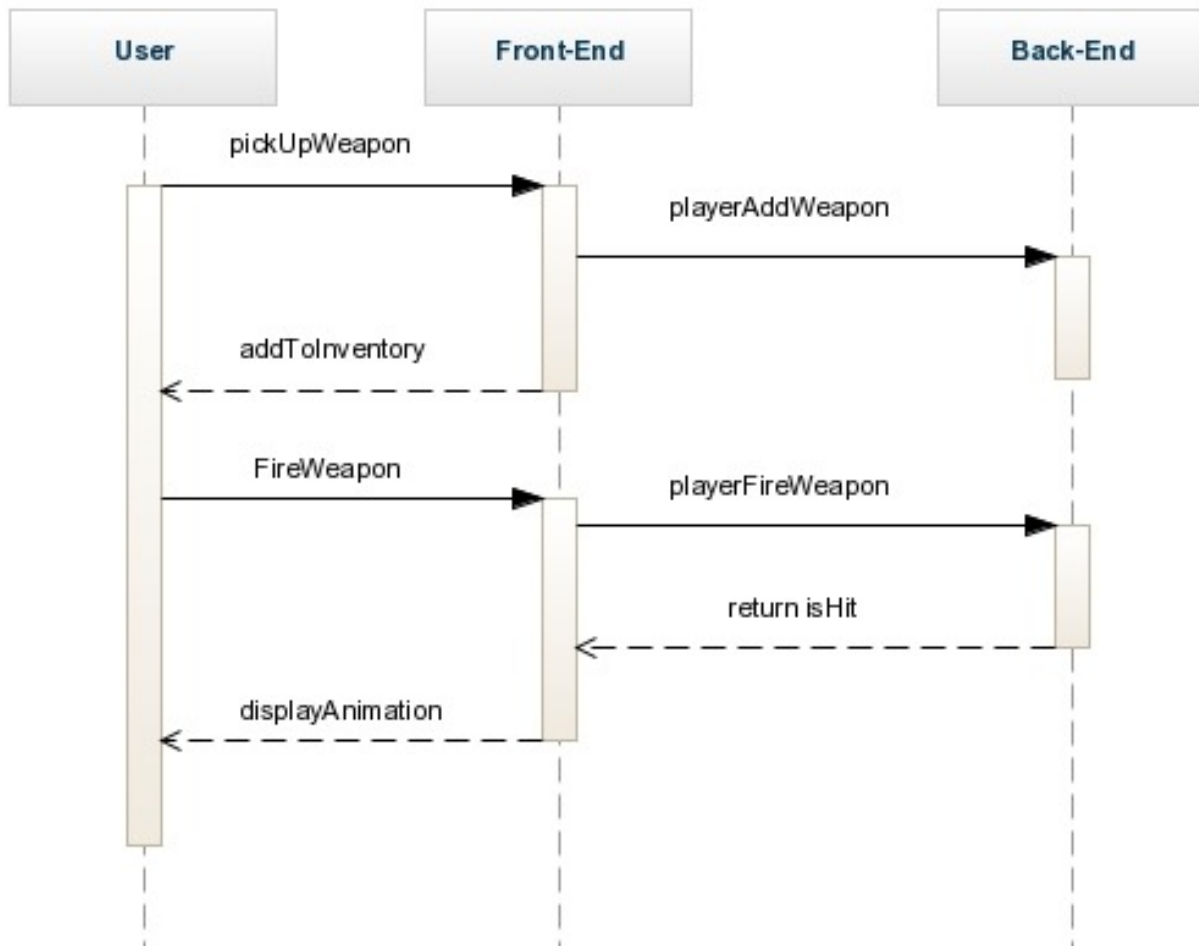 User
Front-End
Back-End
pickUpWeapon
playerAddWeapon
addToInventory
FireWeapon
playerFireWeapon
return isHit
displayAnimation